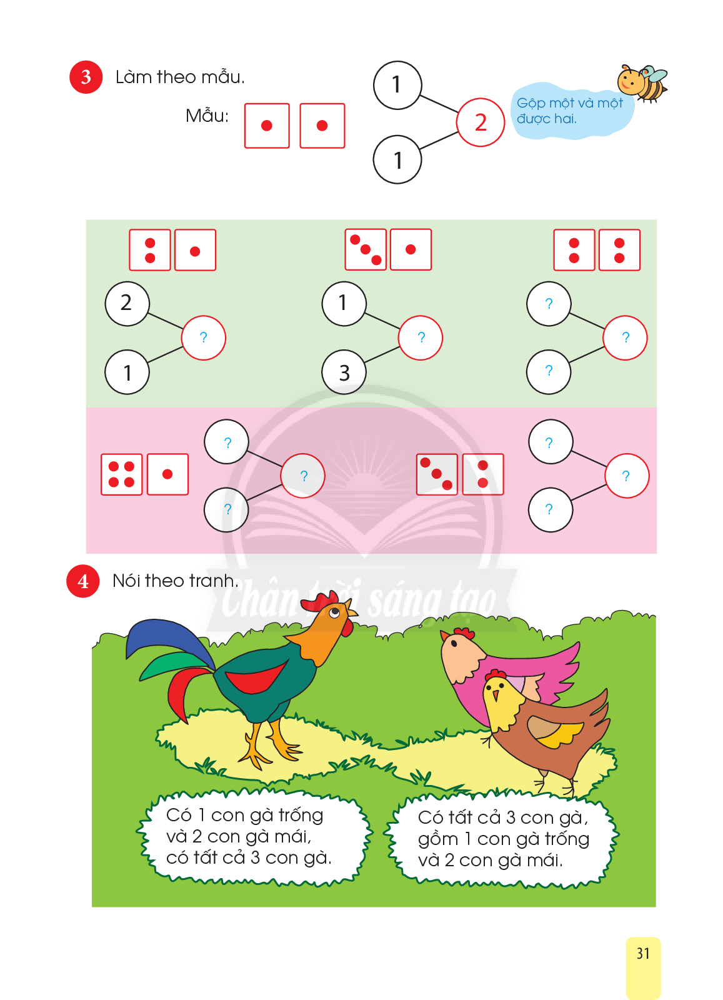 3 Làm theo mẫu.
Mẫu:
1
1
2
Gộp một và một
được hai.
2
1
?
1
3
?
?
?
?
?
?
?
?
?
?
4 Nói theo tranh.
Chân trời sáng tạo
Có 1 con gà trống
và 2 con gà mái,
có tất cả 3 con gà.
Có tất cả 3 con gà,
gồm 1 con gà trống
và 2 con gà mái.
31